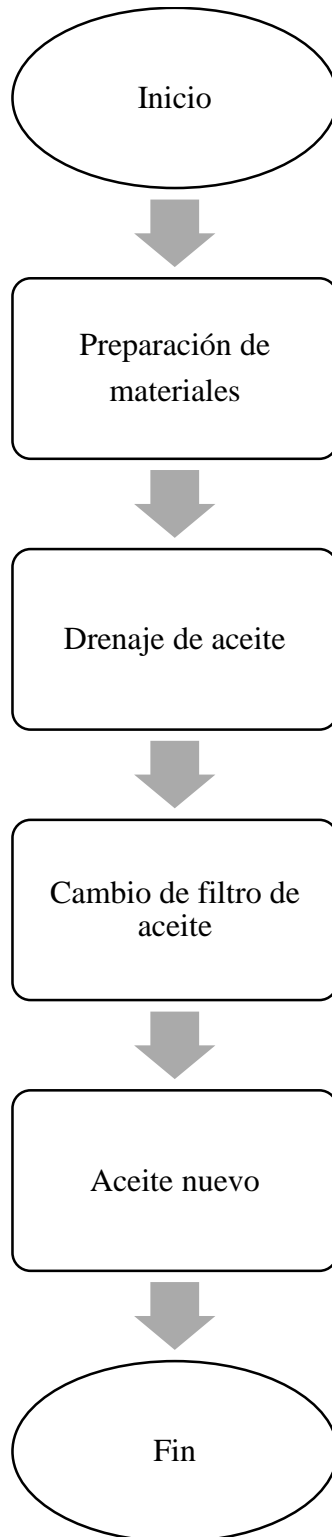 Inicio
Preparación de
materiales
Drenaje de aceite
Cambio de filtro de
aceite
Aceite nuevo
Fin